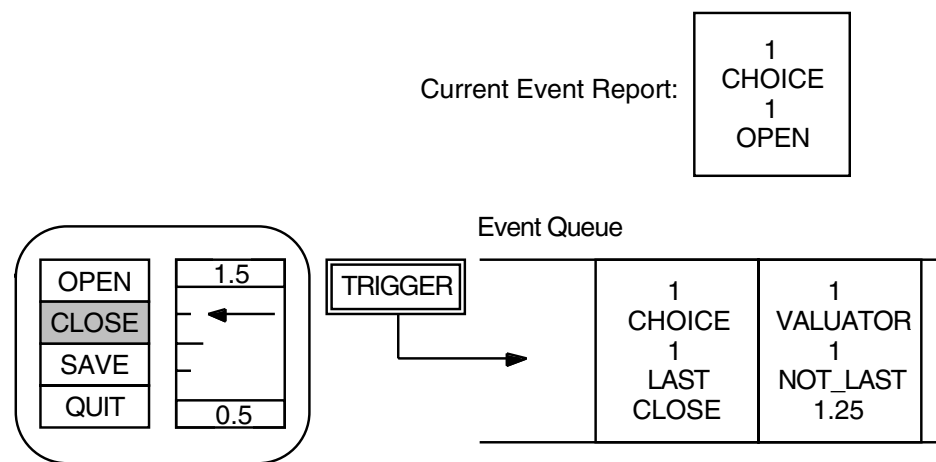 Current Event Report:
1
CHOICE
1
OPEN
Event Queue
OPEN
CLOSE
SAVE
QUIT
1.5
0.5
TRIGGER
1
CHOICE
1
LAST
CLOSE
1
VALUATOR
1
NOT_LAST
1.25